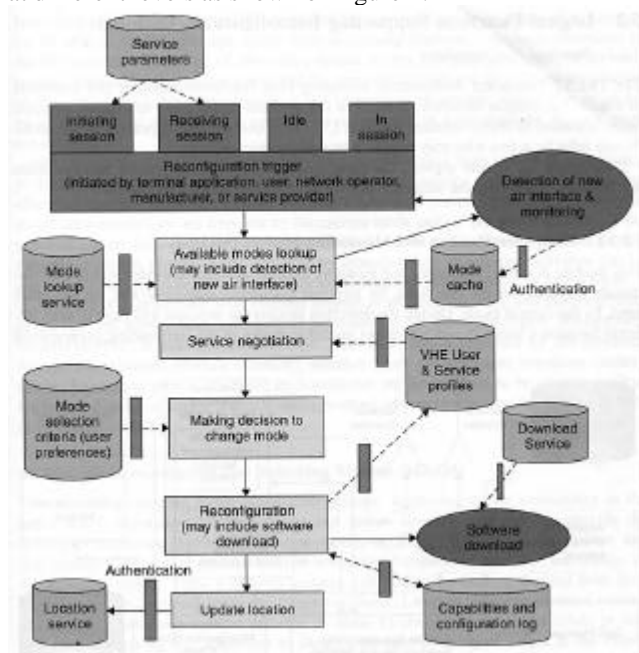 Service
parameters
Initiating
session
Receiving
session
Idle
In
session
Reconfiguration trigger
(initiated by terminal application, user, network operator,
manufacturer, or service provider)
Detection of new
air interface &
monitoring
Mode
lookup
service
Available modes lookup
(may include detection of
new air interface)
Mode
cache
Authentication
Service negotiation
VHE User
& Service
profiles
Mode
selection
criteria (user
preferences)
Making decision to
change mode
Download
Service
Reconfiguration
(may include software
download)
Software
download
Authentication
Location
service
Update location
Capabilities and
configuration log